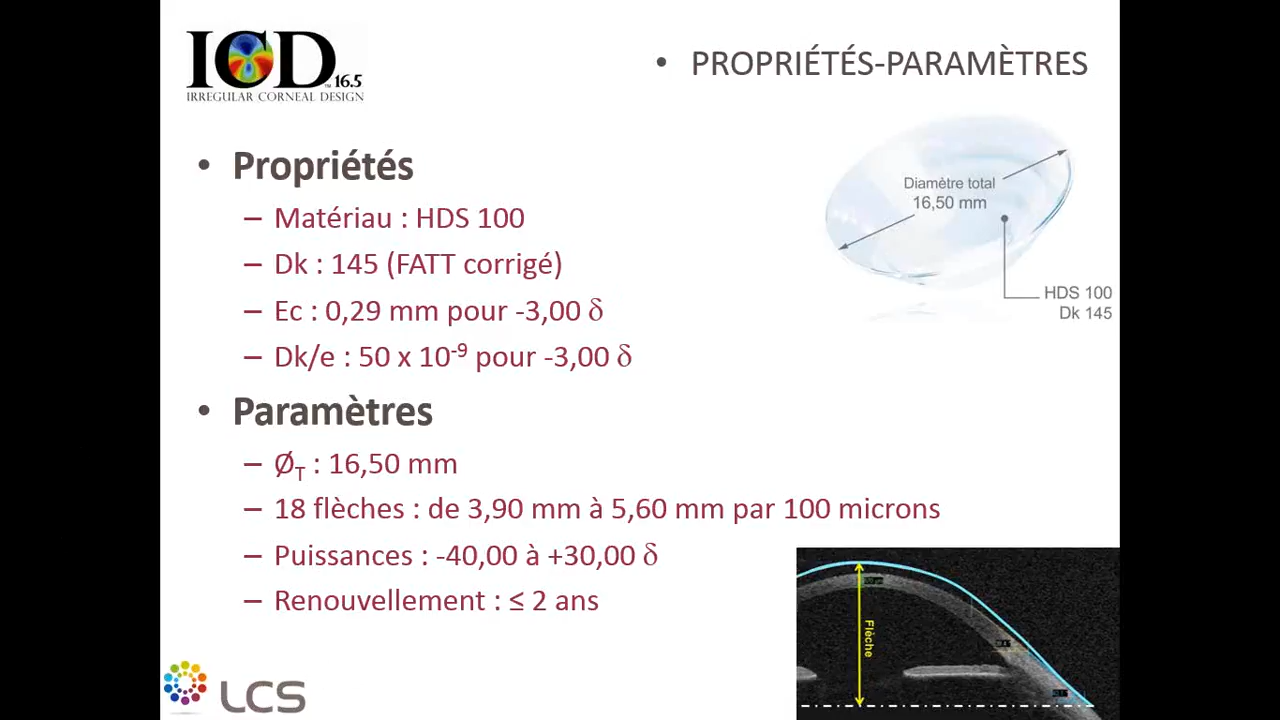 ICD
™ 16.5
IRREGULAR CORNEAL DESIGN
• PROPRIÉTÉS-PARAMÈTRES
• Propriétés
– Matériau : HDS 100
– Dk : 145 (FATT corrigé)
– Ec : 0,29 mm pour -3,00 δ
– Dk/e : 50 x 10-9 pour -3,00 δ
Diamètre total
16,50 mm
HDS 100
Dk 145
• Paramètres
– ØT : 16,50 mm
– 18 flèches : de 3,90 mm à 5,60 mm par 100 microns
– Puissances : -40,00 à +30,00 δ
– Renouvellement : ≤ 2 ans
Flèche
LCS